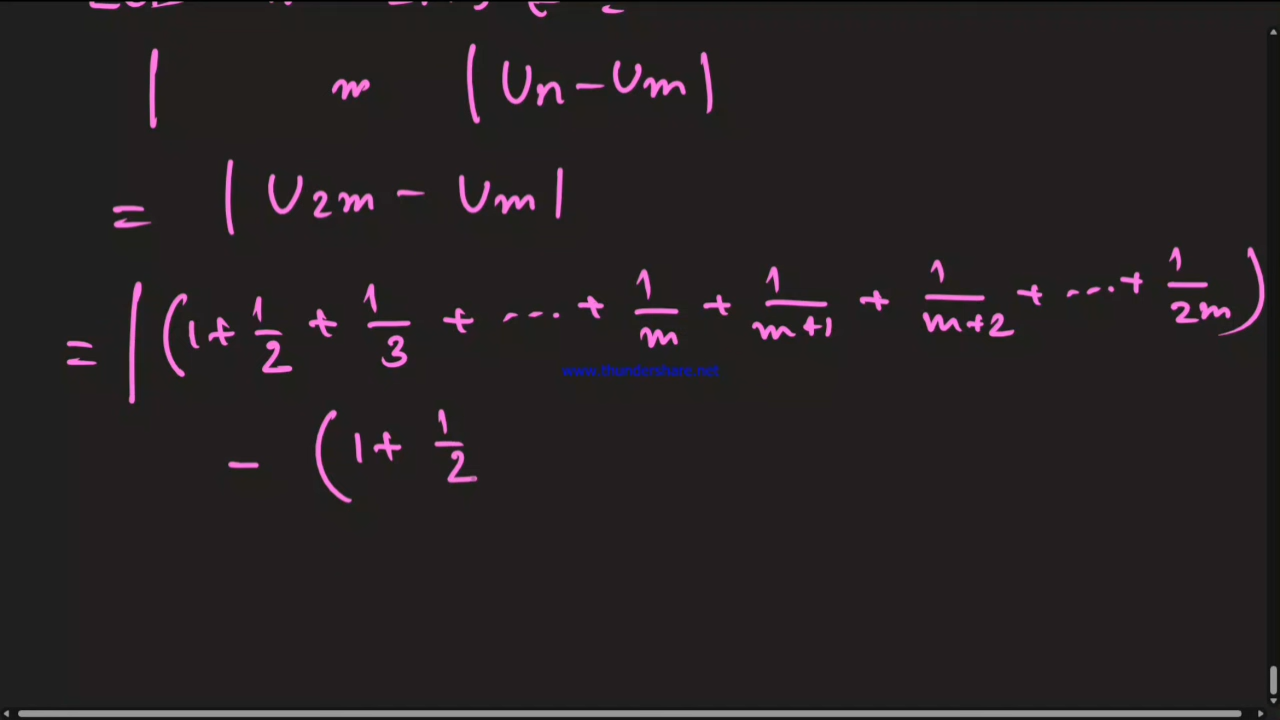 | m |Un - Um|
= |U2m - Um|
= |(1 + 1/2 + 1/3 + ... + 1/m + 1/(m+1) + 1/(m+2) + ... + 1/2m)
www.thundershare.net
- (1 + 1/2